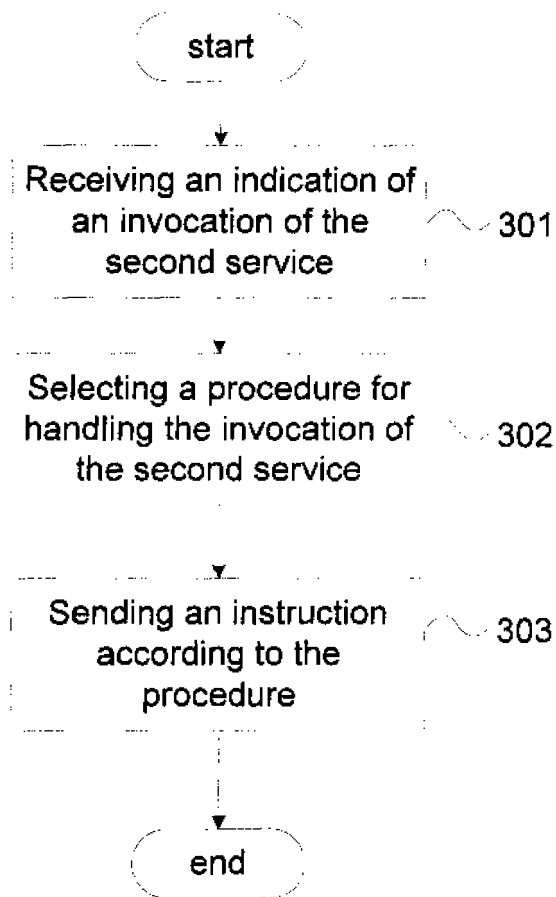 start
Receiving an indication of
an invocation of the
second service
301
Selecting a procedure for
handling the invocation of
the second service
302
Sending an instruction
according to the
procedure
303
end